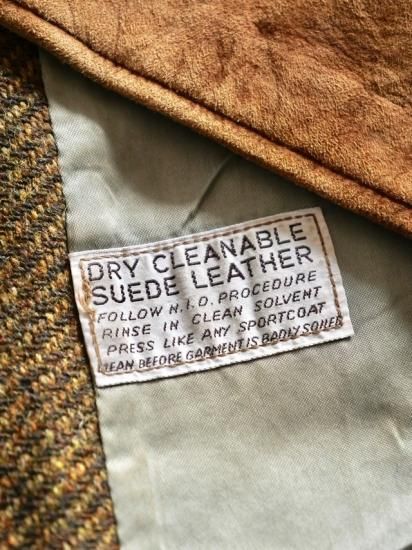 DRY CLEANABLE
SUEDE LEATHER
FOLLOW N.I.D. PROCEDURE
RINSE IN CLEAN SOLVENT
PRESS LIKE ANY SPORTCOAT
CLEAN BEFORE GARMENT IS BADLY SOILED